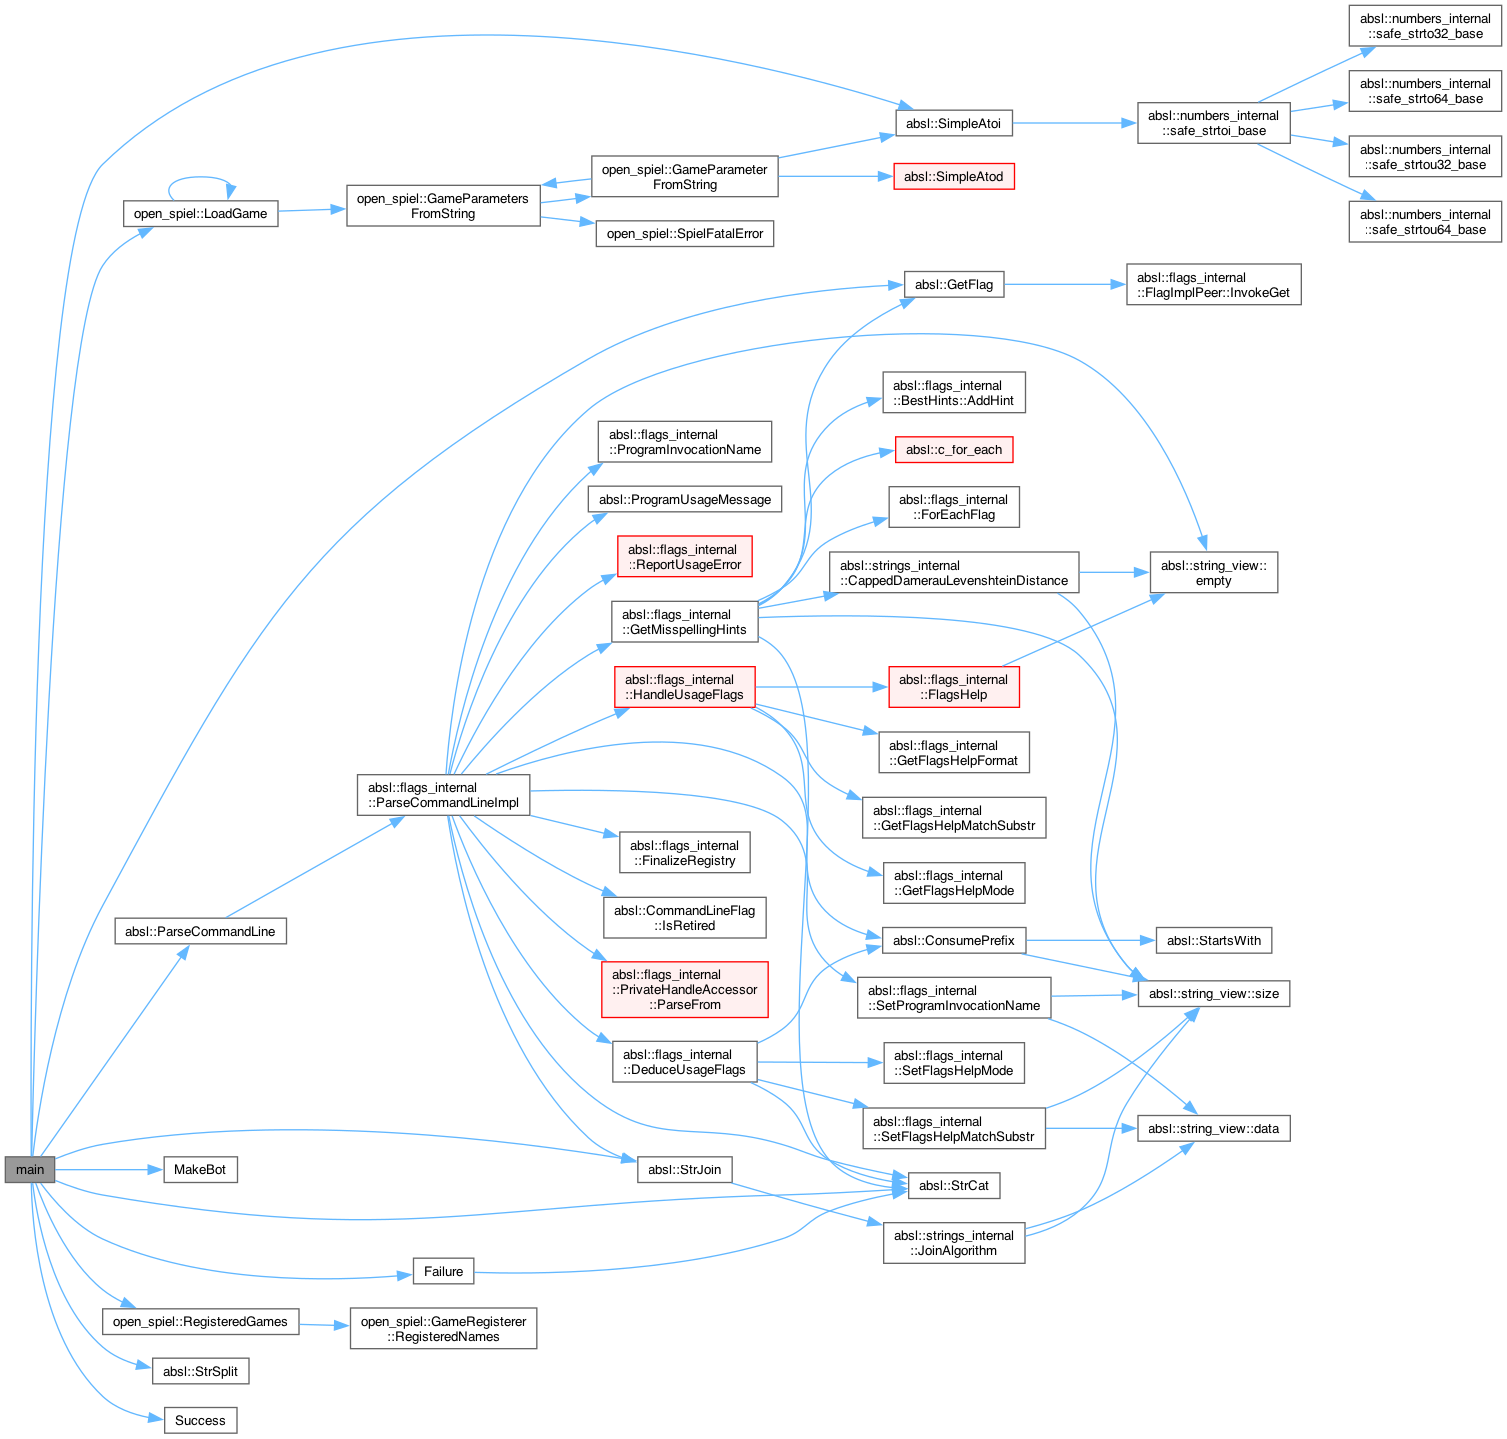 absl::numbers_internal
::safe_strto32_base
absl::numbers_internal
::safe_strto64_base
absl::SimpleAtoi
absl::numbers_internal
::safe_strtoi_base
absl::numbers_internal
::safe_strtou32_base
open_spiel::GameParameter
FromString
absl::SimpleAtod
open_spiel::LoadGame
open_spiel::GameParameters
FromString
absl::numbers_internal
::safe_strtou64_base
open_spiel::SpielFatalError
absl::GetFlag
absl::flags_internal
::FlagImplPeer::InvokeGet
absl::flags_internal
::BestHints::AddHint
absl::flags_internal
::ProgramInvocationName
absl::c_for_each
absl::ProgramUsageMessage
absl::flags_internal
::ForEachFlag
absl::flags_internal
::ReportUsageError
absl::strings_internal
::CappedDamerauLevenshteinDistance
absl::string_view::
empty
absl::flags_internal
::GetMisspellingHints
absl::flags_internal
::HandleUsageFlags
absl::flags_internal
::FlagsHelp
absl::flags_internal
::GetFlagsHelpFormat
absl::flags_internal
::ParseCommandLineImpl
absl::flags_internal
::GetFlagsHelpMatchSubstr
absl::flags_internal
::FinalizeRegistry
absl::flags_internal
::GetFlagsHelpMode
absl::ParseCommandLine
absl::CommandLineFlag
::IsRetired
absl::ConsumePrefix
absl::StartsWith
absl::flags_internal
::PrivateHandleAccessor
::ParseFrom
absl::flags_internal
::SetProgramInvocationName
absl::string_view::size
absl::flags_internal
::DeduceUsageFlags
absl::flags_internal
::SetFlagsHelpMode
absl::flags_internal
::SetFlagsHelpMatchSubstr
absl::string_view::data
main
MakeBot
absl::StrJoin
absl::StrCat
absl::strings_internal
::JoinAlgorithm
Failure
open_spiel::RegisteredGames
open_spiel::GameRegisterer
::RegisteredNames
absl::StrSplit
Success